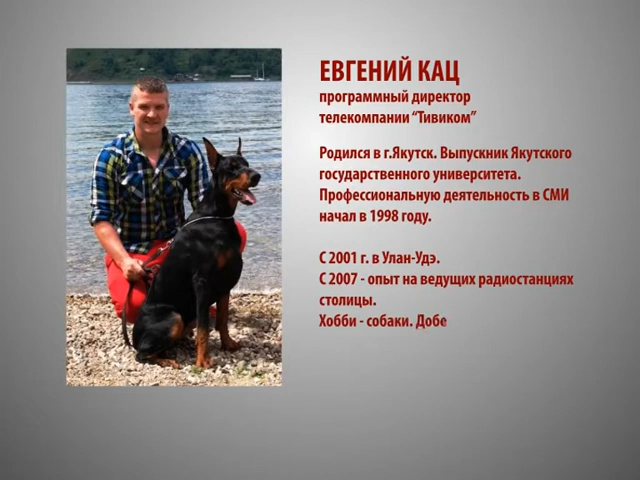 ЕВГЕНИЙ КАЦ
программный директор
телекомпании “Тивиком”
Родился в г.Якутск. Выпускник Якутского
государственного университета.
Профессиональную деятельность в СМИ
начал в 1998 году.
С 2001 г. в Улан-Удэ.
С 2007 - опыт на ведущих радиостанциях
столицы.
Хобби - собаки. Добе